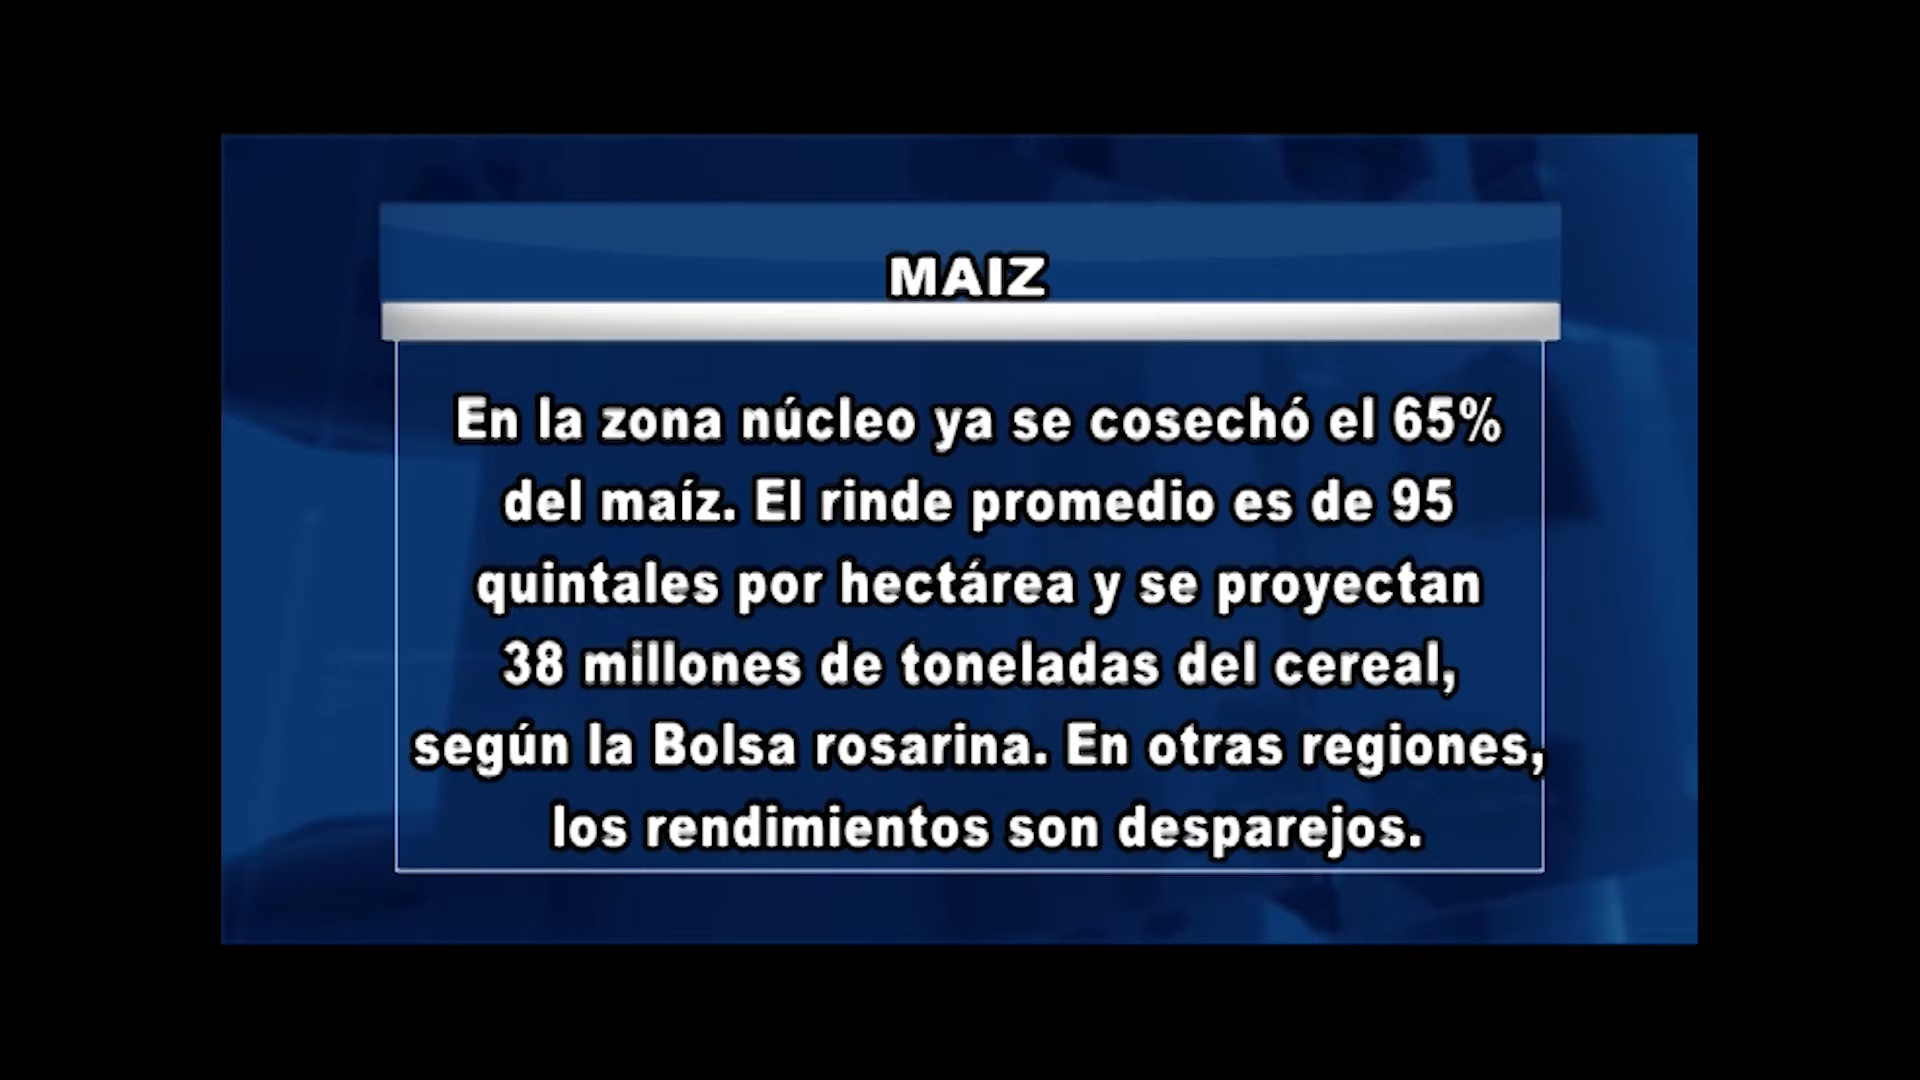 MAIZ
En la zona núcleo ya se cosechó el 65%
del maíz. El rinde promedio es de 95
quintales por hectárea y se proyectan
38 millones de toneladas del cereal,
según la Bolsa rosarina. En otras regiones,
los rendimientos son desparejos.